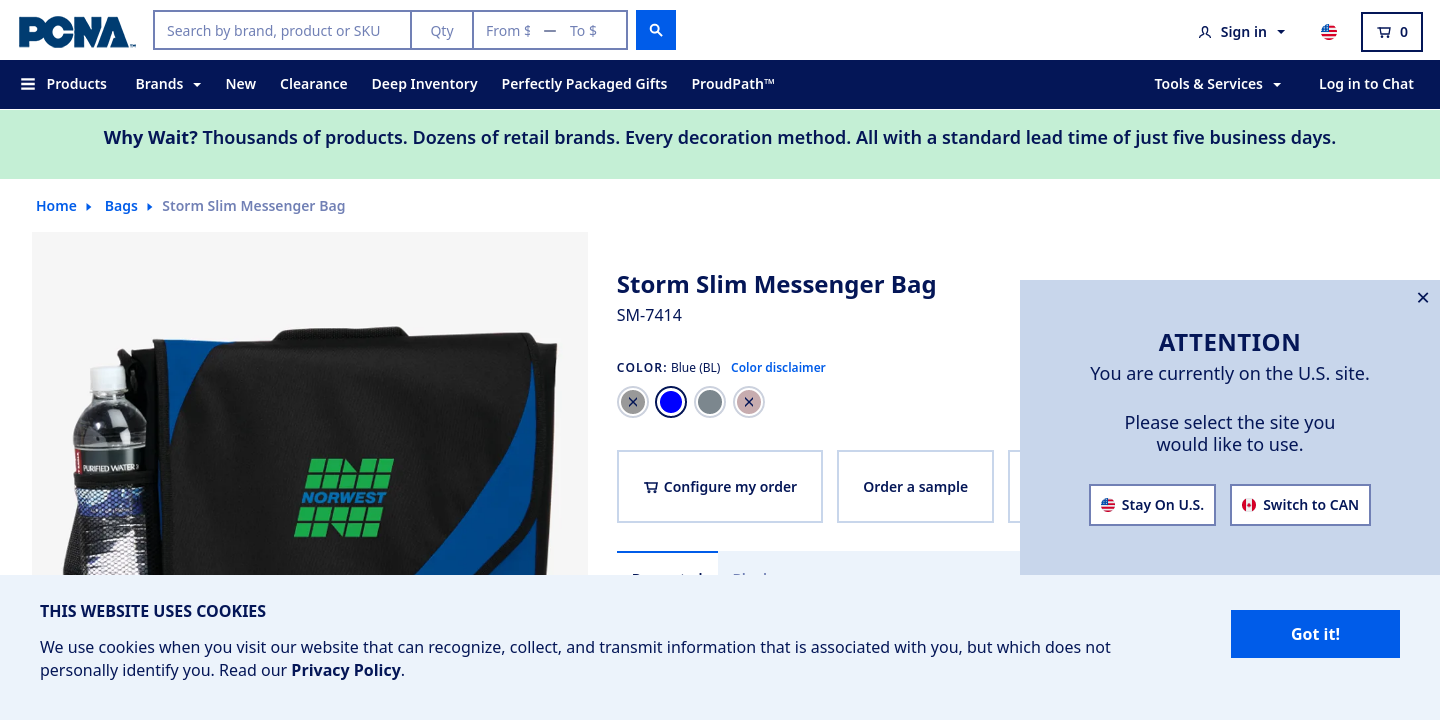 PCNA
Search by brand, product or SKU
Qty
From $
—
To $
Sign in
0
Products
Brands
New
Clearance
Deep Inventory
Perfectly Packaged Gifts
ProudPath™
Tools & Services
Log in to Chat
Why Wait? Thousands of products. Dozens of retail brands. Every decoration method. All with a standard lead time of just five business days.
Home
Bags
Storm Slim Messenger Bag
PURIFIED WATER
NORWEST
Storm Slim Messenger Bag
SM-7414
COLOR: Blue (BL) Color disclaimer
Configure my order
Order a sample
ATTENTION
You are currently on the U.S. site.
Please select the site you
would like to use.
Stay On U.S.
Switch to CAN
THIS WEBSITE USES COOKIES
We use cookies when you visit our website that can recognize, collect, and transmit information that is associated with you, but which does not
personally identify you. Read our Privacy Policy.
Got it!